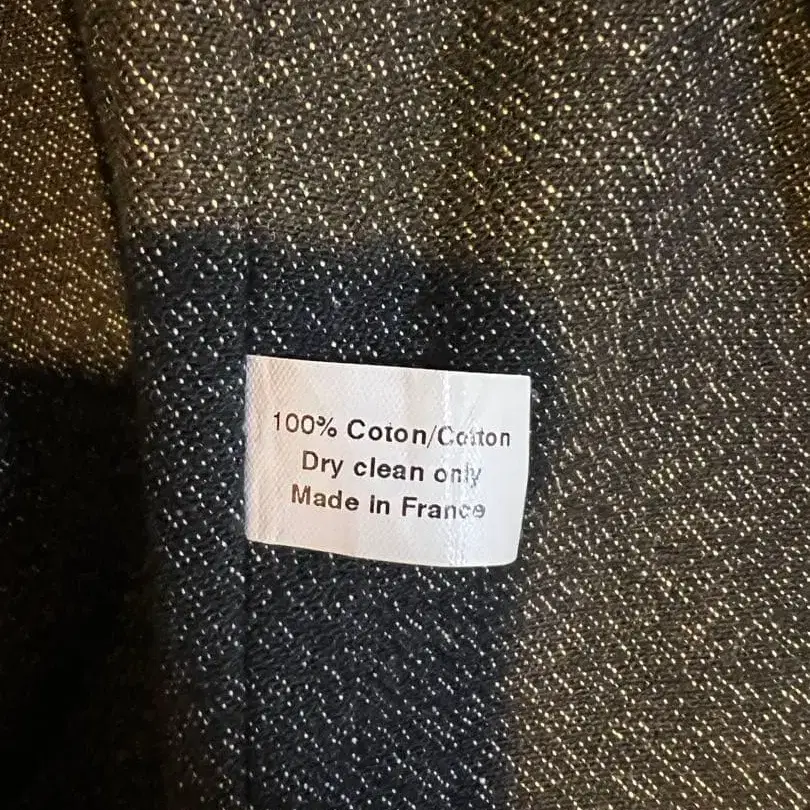 100% Coton/Cotton
Dry clean only
Made in France